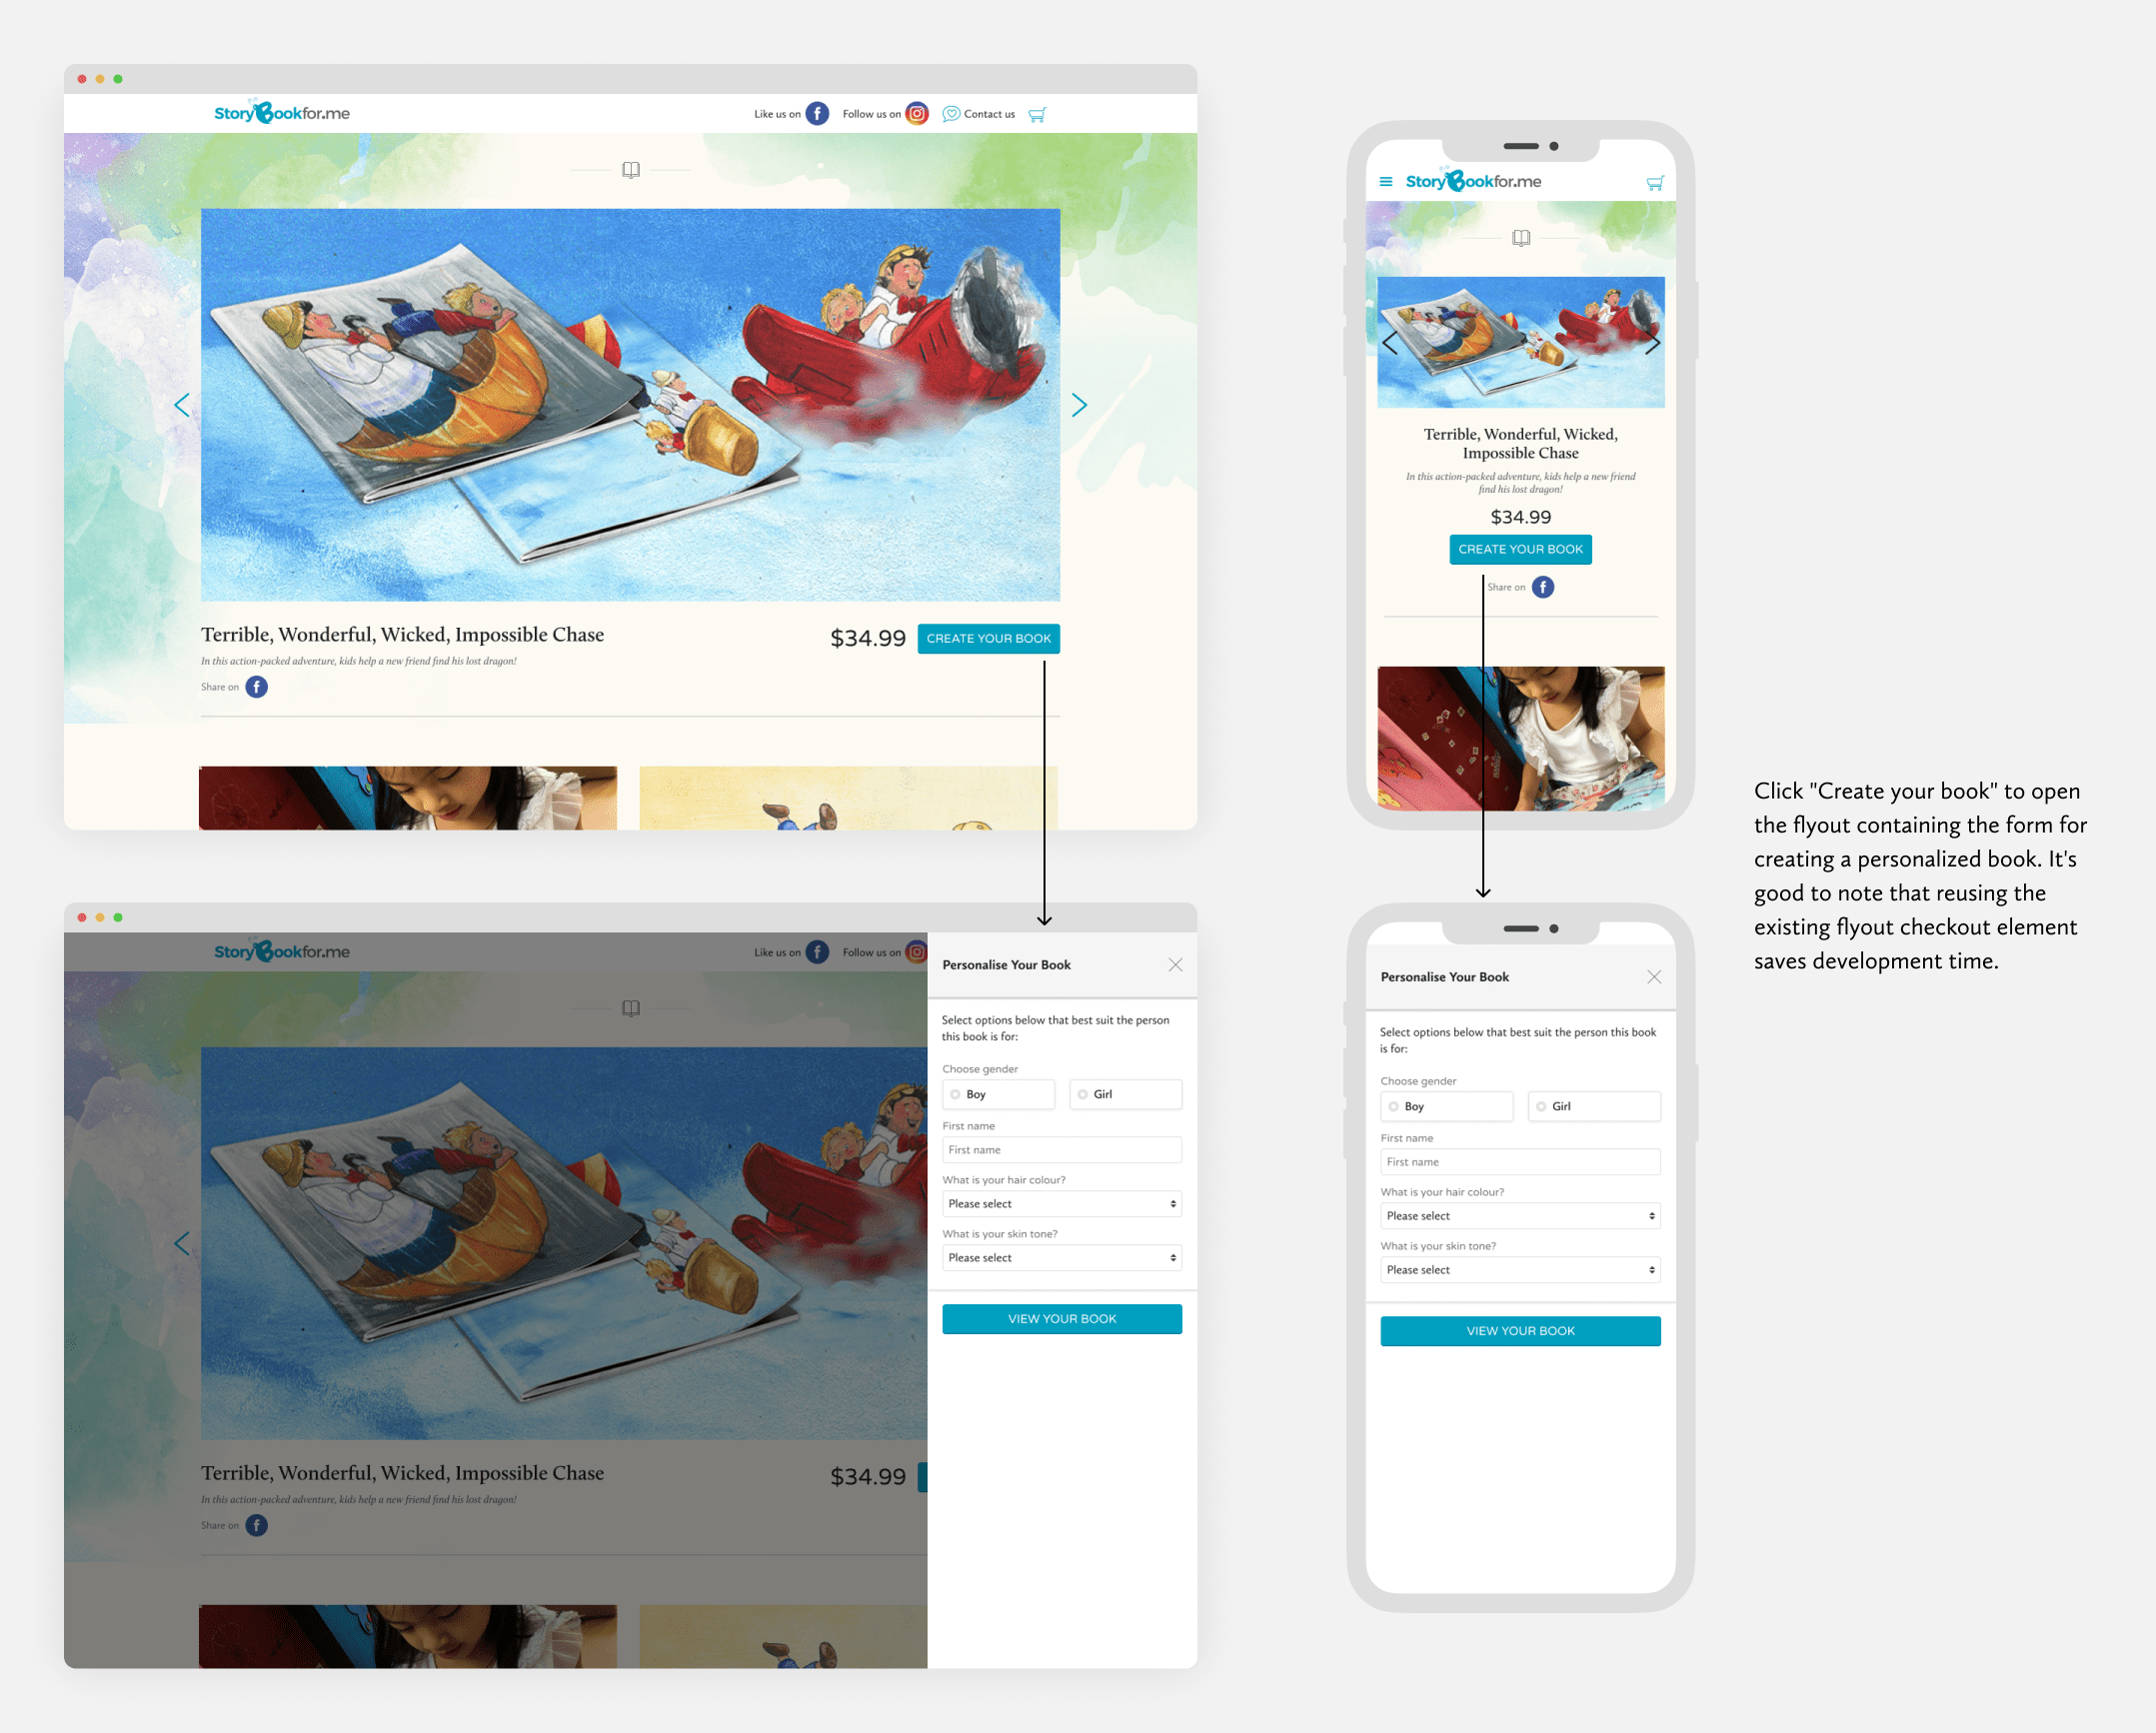 StoryBookfor.me
Like us on
Follow us on
Contact us
Terrible, Wonderful, Wicked, Impossible Chase
In this action-packed adventure, kids help a new friend find his lost dragon!
Share on
$34.99
CREATE YOUR BOOK
StoryBookfor.me
Terrible, Wonderful, Wicked,
Impossible Chase
In this action-packed adventure, kids help a new friend
find his lost dragon!
$34.99
CREATE YOUR BOOK
Share on
Click "Create your book" to open
the flyout containing the form for
creating a personalized book. It's
good to note that reusing the
existing flyout checkout element
saves development time.
StoryBookfor.me
Like us on
Follow us on
Terrible, Wonderful, Wicked, Impossible Chase
In this action-packed adventure, kids help a new friend find his lost dragon!
Share on
$34.99
Personalise Your Book
Select options below that best suit the person
this book is for:
Choose gender
Boy
Girl
First name
First name
What is your hair colour?
Please select
What is your skin tone?
Please select
VIEW YOUR BOOK
Personalise Your Book
Select options below that best suit the person this book
is for:
Choose gender
Boy
Girl
First name
First name
What is your hair colour?
Please select
What is your skin tone?
Please select
VIEW YOUR BOOK